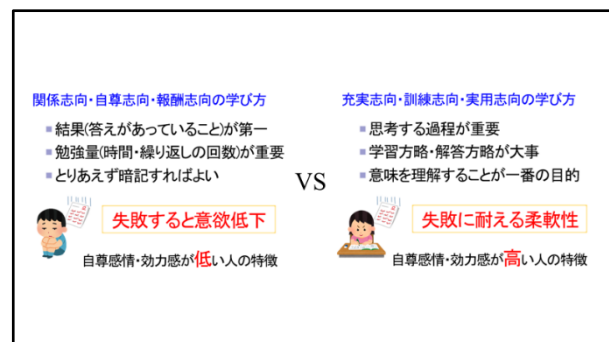 関係志向・自尊志向・報酬志向の学び方
結果(答えがあっていること)が第一
勉強量(時間・繰り返しの回数)が重要
とりあえず暗記すればよい
失敗すると意欲低下
自尊感情・効力感が低い人の特徴
VS
充実志向・訓練志向・実用志向の学び方
思考する過程が重要
学習方略・解答方略が大事
意味を理解することが一番の目的
失敗に耐える柔軟性
自尊感情・効力感が高い人の特徴